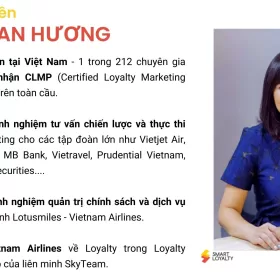 ên
AN HƯƠNG
n tại Việt Nam - 1 trong 212 chuyên gia
nhận CLMP (Certified Loyalty Marketing
rên toàn cầu.
nh nghiệm tư vấn chiến lược và thực thi
ting cho các tập đoàn lớn như Vietjet Air,
MB Bank, Vietravel, Prudential Vietnam,
ecurities....
nh nghiệm quản trị chính sách và dịch vụ
nh Lotusmiles - Vietnam Airlines.
tnam Airlines về Loyalty trong Loyalty
của liên minh SkyTeam.
SMART
LOYALTY